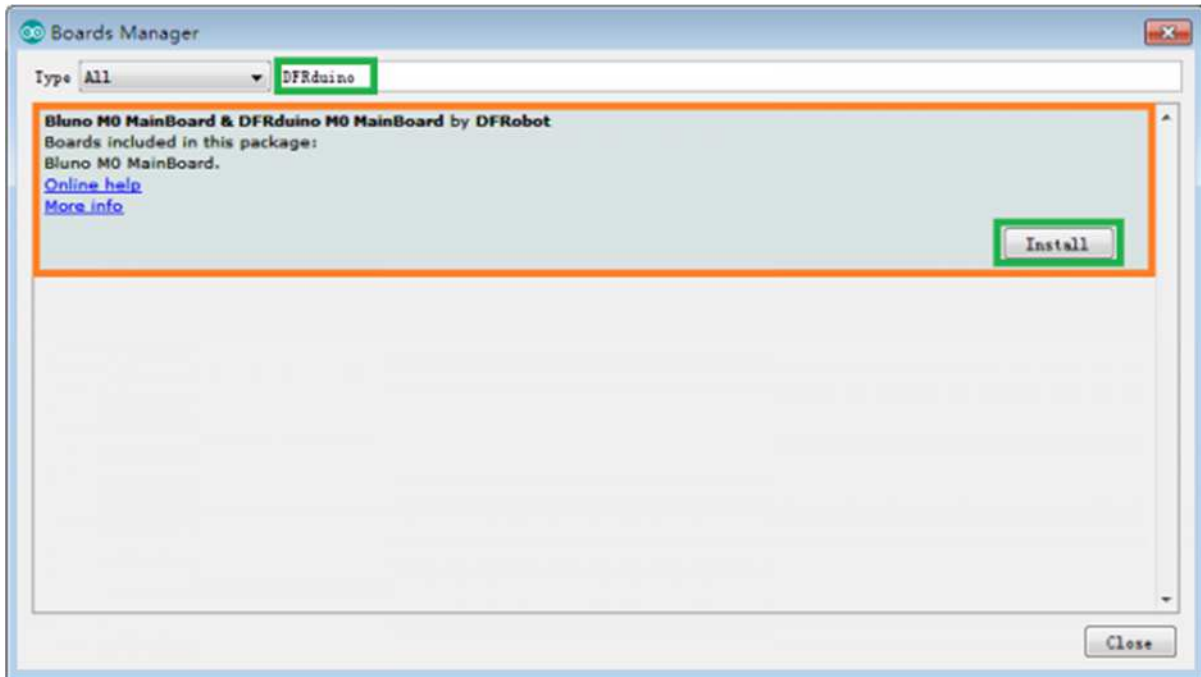 Boards Manager
Type All DFRduino
Bluno M0 MainBoard & DFRduino M0 MainBoard by DFRobot
Boards included in this package:
Bluno M0 MainBoard.
Online help
More info
Install
Close